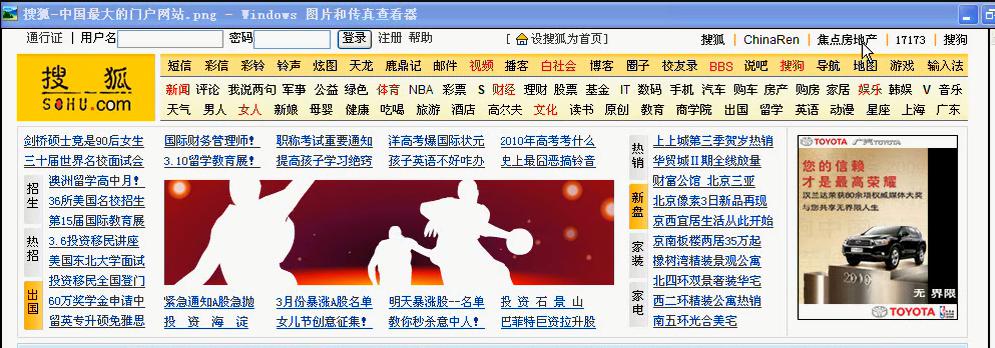 搜狐-中国最大的门户网站.png - Windows 图片和传真查看器
通行证 | 用户名 密码 登录 注册 帮助 [ 设搜狐为首页] 搜狐 | ChinaRen | 焦点房地产 | 17173 | 搜狗
搜 狐
SOHU.com
短信 彩信 彩铃 铃声 炫图 天龙 鹿鼎记 邮件 视频 播客 白社会 博客 圈子 校友录 BBS 说吧 搜狗 导航 地图 游戏 输入法
新闻 评论 我说两句 军事 公益 绿色 体育 NBA 彩票 S 财经 理财 股票 基金 IT 数码 手机 汽车 购车 房产 购房 家居 娱乐 韩娱 V 音乐
天气 男人 女人 新娘 母婴 健康 吃喝 旅游 酒店 高尔夫 文化 读书 原创 教育 商学院 出国 留学 英语 动漫 星座 上海 广东
剑桥硕士竟是90后女生
三十届世界名校面试会
招生
澳洲留学高中月!
36所美国名校招生
第15届国际教育展
热招
3.6投资移民讲座
美国东北大学面试
投资移民全国登门
出国
60万奖学金申请中
留英专升硕免雅思
国际财务管理师! 职称考试重要通知 洋高考爆国际状元 2010年高考考什么
3.10留学教育展! 提高孩子学习绝窍 孩子英语不好咋办 史上最囧恶搞铃音
紧急通知A股急抛 3月份暴涨A股名单 明天暴涨股--名单 投 资 石 景 山
投 资 海 淀 女儿节创意征集! 教你秒杀意中人! 巴菲特巨资拉升股
热销
上上城第三季贺岁热销
华贸城Ⅱ期全线放量
财富公馆 北京三亚
新盘
北京像素3日新品再现
京西宜居生活从此开始
家装
京南板楼两居35万起
橡树湾精装景观公寓
北四环观景奢装华宅
家电
西二环精装公寓热销
南五环光合美宅
TOYOTA 广汽TOYOTA
您的信赖
才是最高荣耀
汉兰达荣获80余项权威媒体大奖
与您共享无界限人生
2010
无 界限
TOYOTA